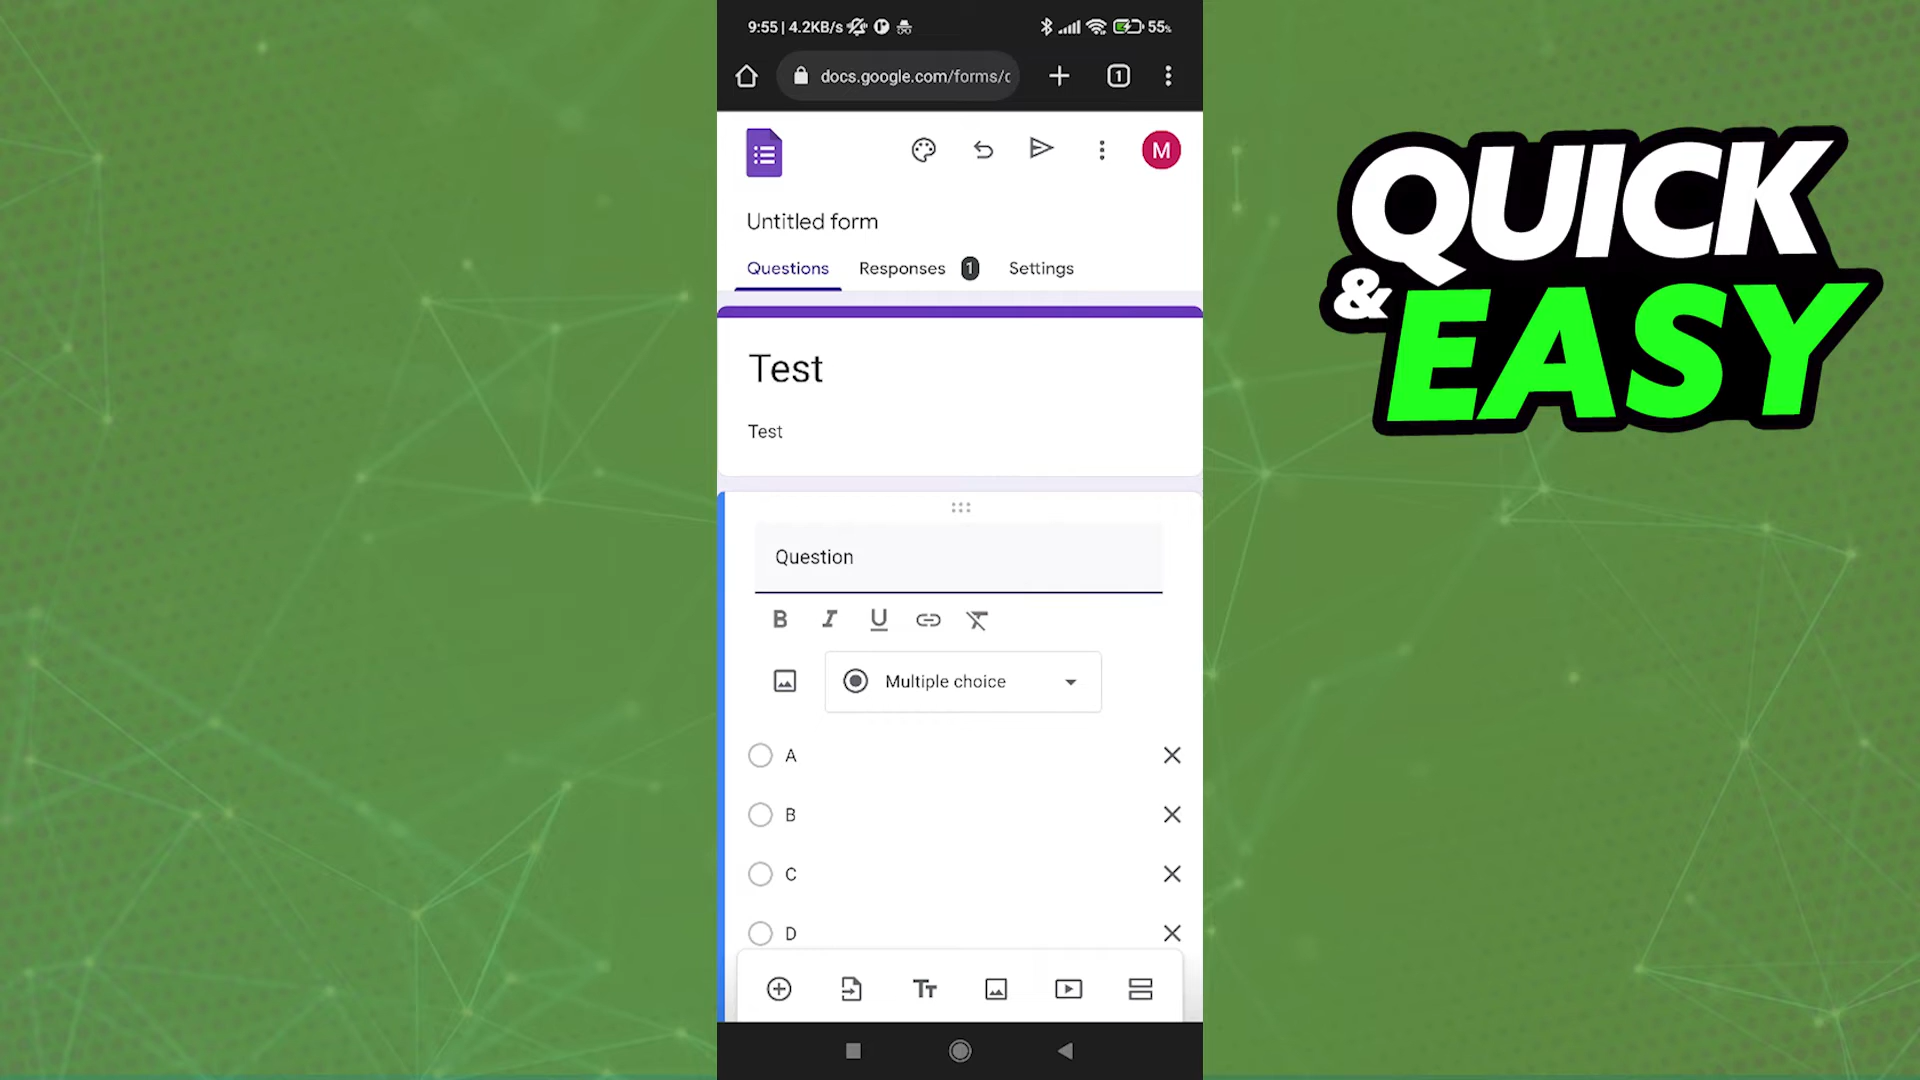 9:55 | 4.2KB/s
55%
docs.google.com/forms/c
1
M
Untitled form
Questions
Responses 1
Settings
Test
Test
Question
B I U
Multiple choice
A
B
C
D
Tт
QUICK
&
EASY